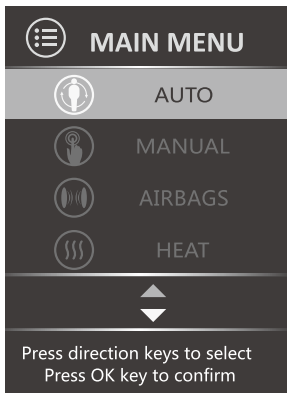 MAIN MENU
AUTO
MANUAL
AIRBAGS
HEAT
Press direction keys to select
Press OK key to confirm